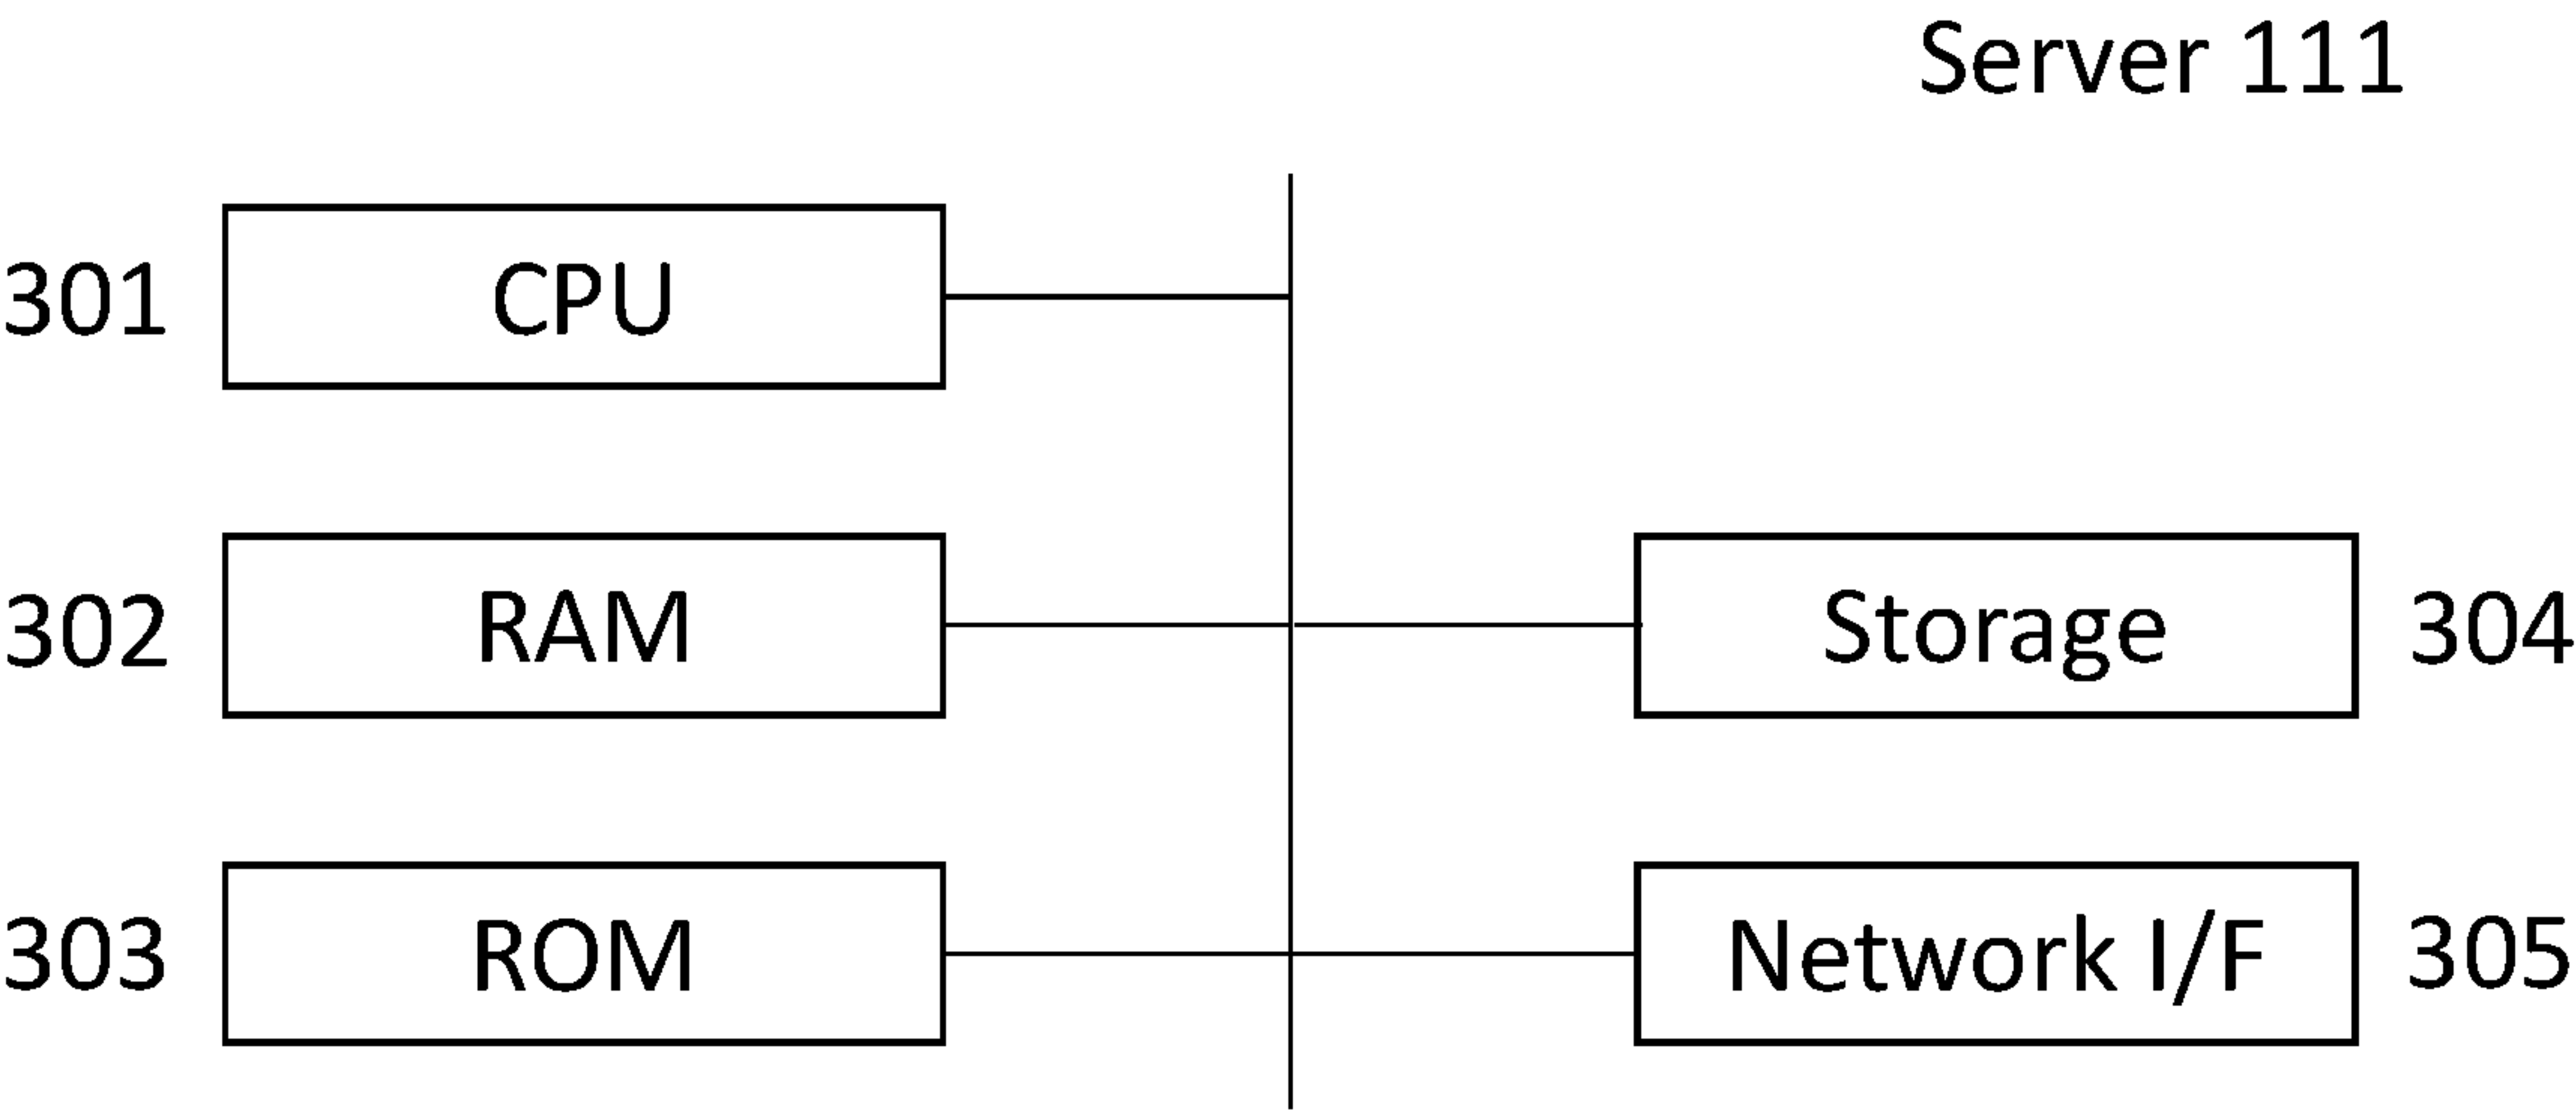 Server 111
301 CPU
302 RAM
Storage 304
303 ROM
Network I/F 305